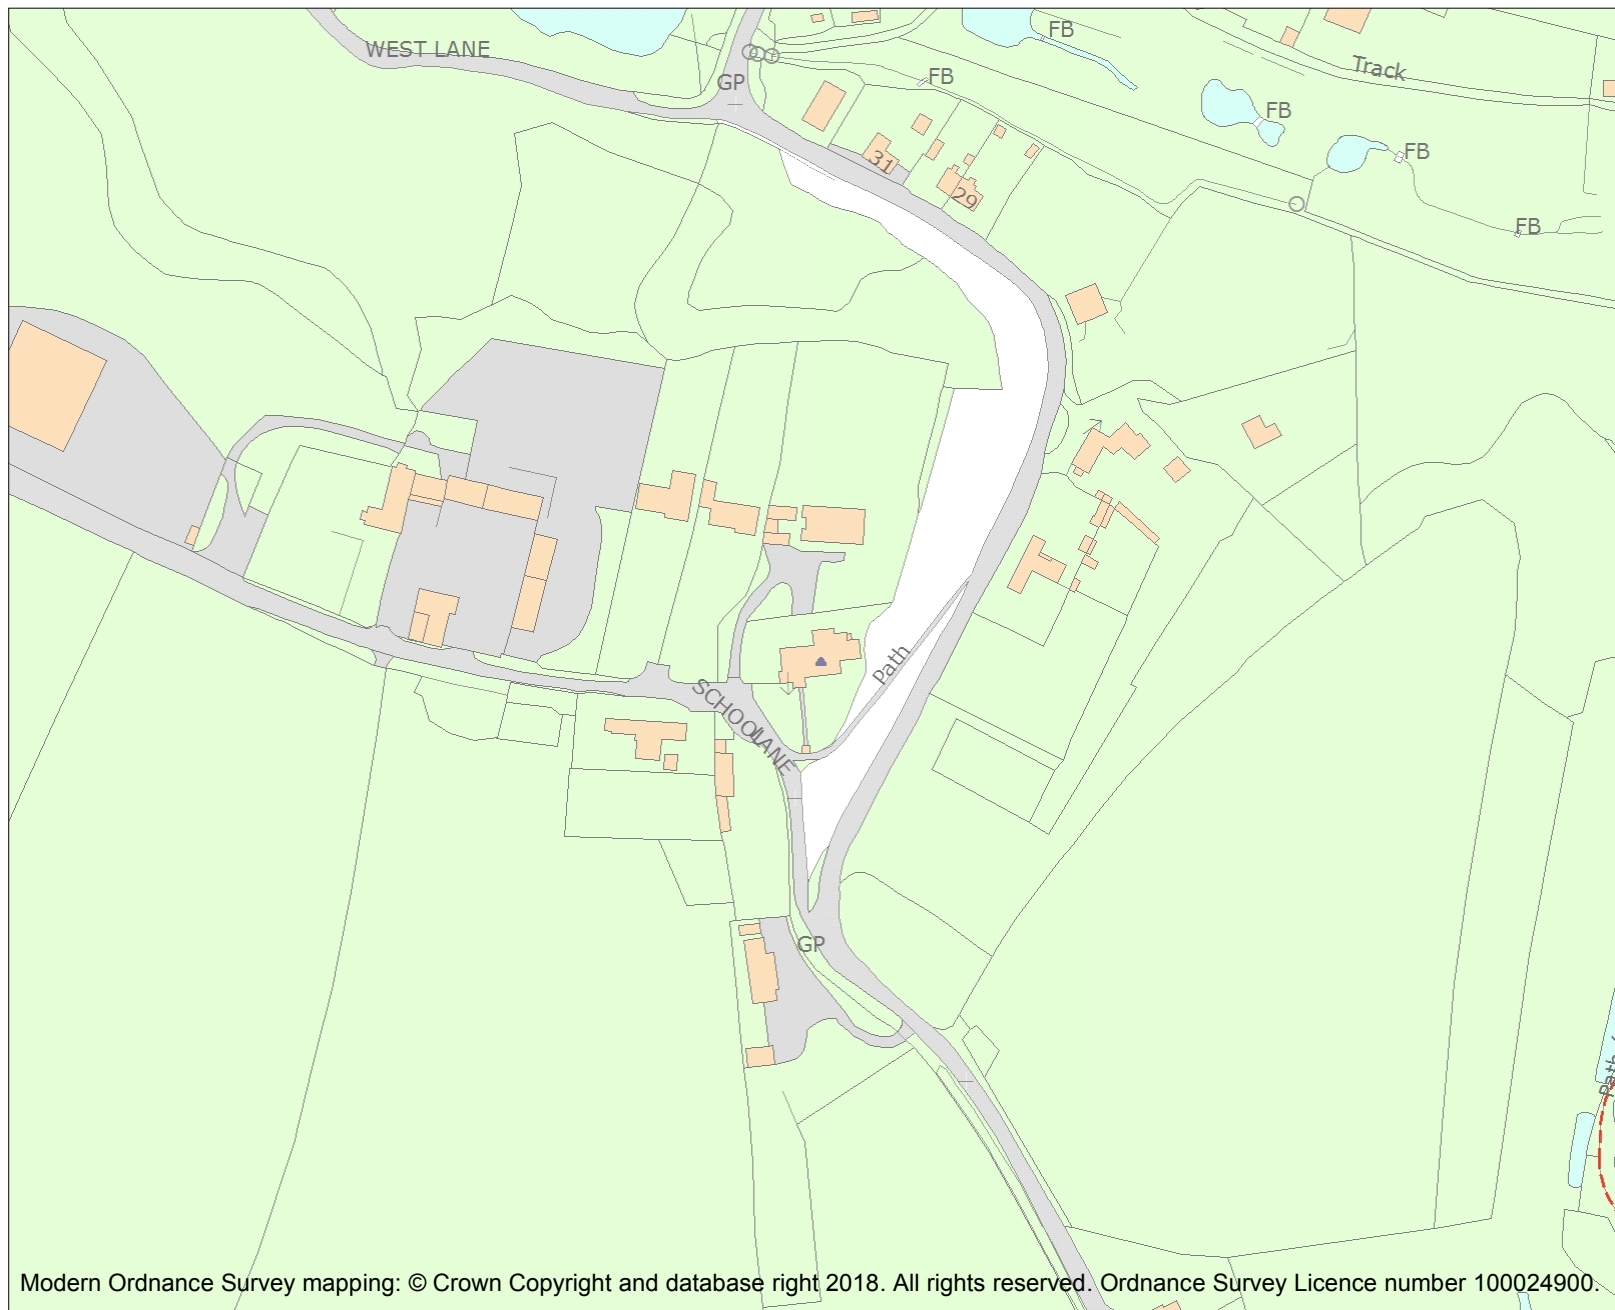 FB
WEST LANE
Track
FB
GP
FB
FB
31
29
FB
Path
SCHOOL
LANE
GP
Path
Modern Ordnance Survey mapping: © Crown Copyright and database right 2018. All rights reserved. Ordnance Survey Licence number 100024900.